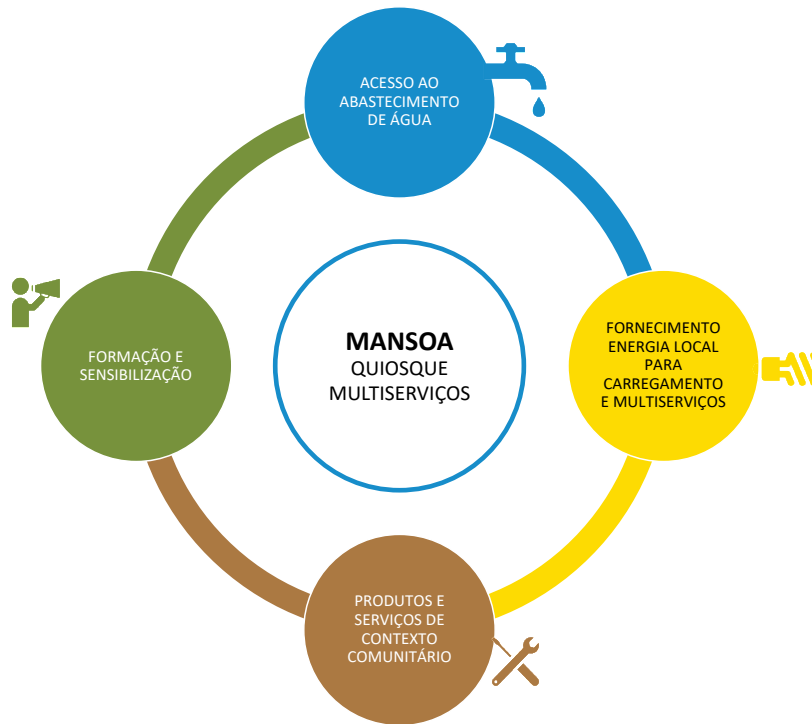 ACESSO AO
ABASTECIMENTO
DE ÁGUA
FORMAÇÃO E
SENSIBILIZAÇÃO
MANSOA
QUIOSQUE
MULTISERVIÇOS
FORNECIMENTO
ENERGIA LOCAL
PARA
CARREGAMENTO
E MULTISERVIÇOS
PRODUTOS E
SERVIÇOS DE
CONTEXTO
COMUNITÁRIO